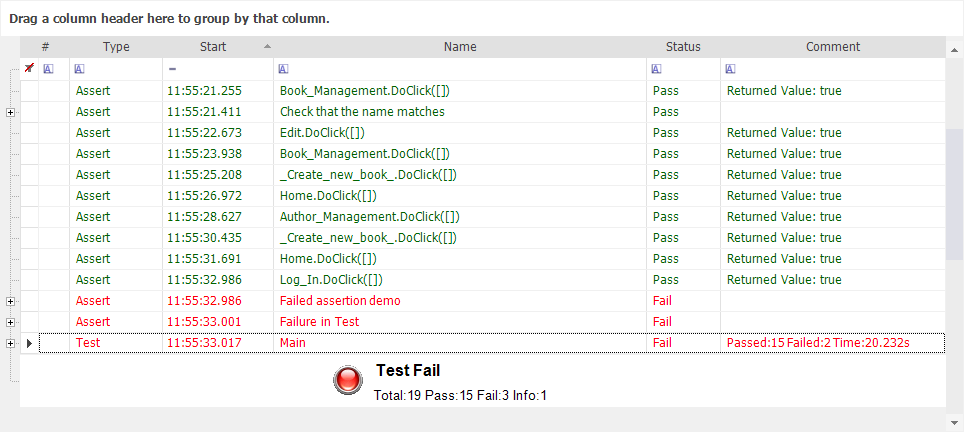 Drag a column header here to group by that column.
# Type Start Name Status Comment
Assert 11:55:21.255 Book_Management.DoClick([]) Pass Returned Value: true
Assert 11:55:21.411 Check that the name matches Pass
Assert 11:55:22.673 Edit.DoClick([]) Pass Returned Value: true
Assert 11:55:23.938 Book_Management.DoClick([]) Pass Returned Value: true
Assert 11:55:25.208 _Create_new_book_.DoClick([]) Pass Returned Value: true
Assert 11:55:26.972 Home.DoClick([]) Pass Returned Value: true
Assert 11:55:28.627 Author_Management.DoClick([]) Pass Returned Value: true
Assert 11:55:30.435 _Create_new_book_.DoClick([]) Pass Returned Value: true
Assert 11:55:31.691 Home.DoClick([]) Pass Returned Value: true
Assert 11:55:32.986 Log_In.DoClick([]) Pass Returned Value: true
Assert 11:55:32.986 Failed assertion demo Fail
Assert 11:55:33.001 Failure in Test Fail
Test 11:55:33.017 Main Fail Passed:15 Failed:2 Time:20.232s
Test Fail
Total:19 Pass:15 Fail:3 Info:1